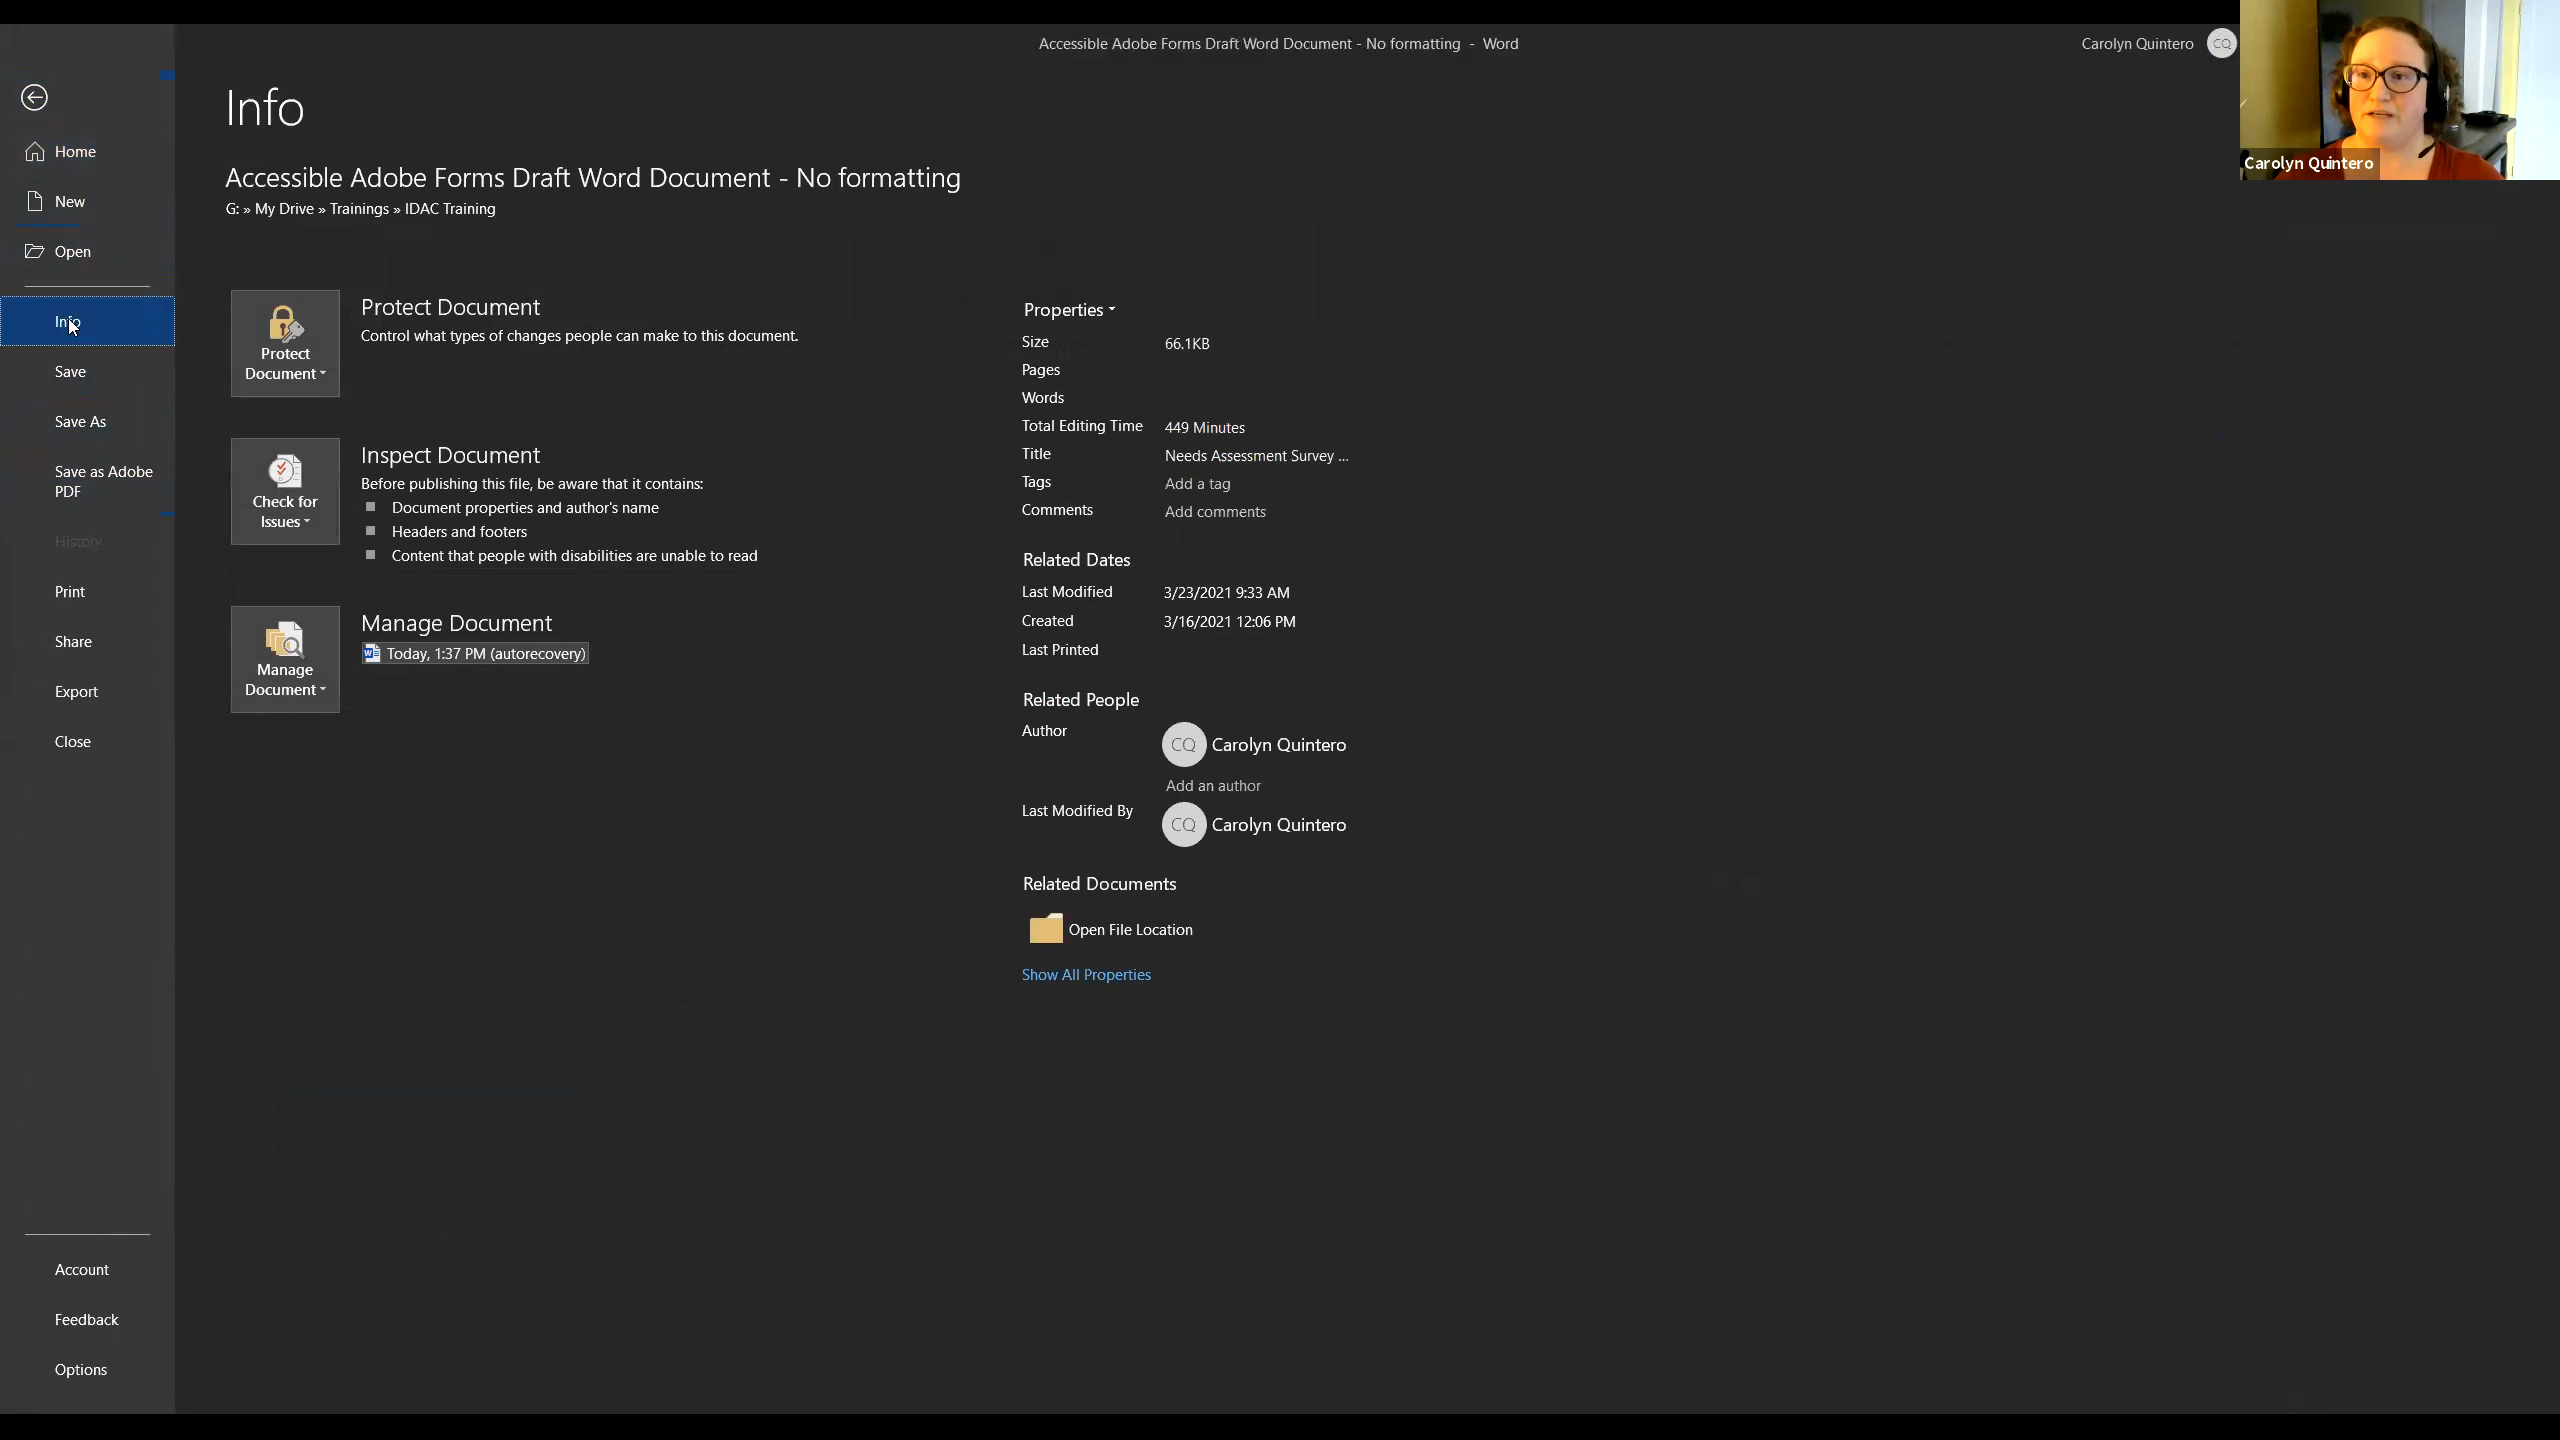 Accessible Adobe Forms Draft Word Document - No formatting - Word
Carolyn Quintero
CQ
Carolyn Quintero
Home
New
Open
Info
Save
Save As
Save as Adobe
PDF
History
Print
Share
Export
Close
Account
Feedback
Options
Info
Accessible Adobe Forms Draft Word Document - No formatting
G: » My Drive » Trainings » IDAC Training
Protect
Document
Protect Document
Control what types of changes people can make to this document.
Check for
Issues
Inspect Document
Before publishing this file, be aware that it contains:
Document properties and author's name
Headers and footers
Content that people with disabilities are unable to read
Manage
Document
Manage Document
Today, 1:37 PM (autorecovery)
Properties
Size 66.1KB
Pages
Words
Total Editing Time 449 Minutes
Title Needs Assessment Survey ...
Tags Add a tag
Comments Add comments
Related Dates
Last Modified 3/23/2021 9:33 AM
Created 3/16/2021 12:06 PM
Last Printed
Related People
Author CQ Carolyn Quintero
Add an author
Last Modified By CQ Carolyn Quintero
Related Documents
Open File Location
Show All Properties